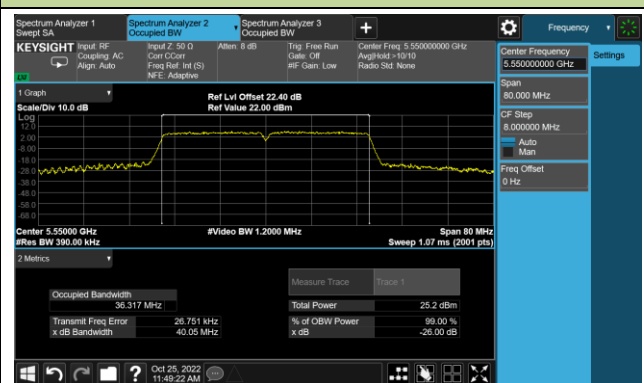 Spectrum Analyzer 1
Swept SA
Spectrum Analyzer 2
Occupied BW
Spectrum Analyzer 3
Occupied BW
+
Frequency
KEYSIGHT
Input: RF
Coupling: AC
Align: Auto
Input Z: 50 Ω
Corr CCorr
Freq Ref: Int (S)
NFE: Adaptive
Atten: 8 dB
Trig: Free Run
Gate: Off
#IF Gain: Low
Center Freq: 5.550000000 GHz
Avg|Hold:>10/10
Radio Std: None
Center Frequency
5.550000000 GHz
Settings
Span
80.000 MHz
CF Step
8.000000 MHz
Auto
Man
Freq Offset
0 Hz
1 Graph
Scale/Div 10.0 dB
Ref Lvl Offset 22.40 dB
Ref Value 22.00 dBm
Log
12.0
2.00
-8.00
-18.0
-28.0
-38.0
-48.0
-58.0
-68.0
Center 5.55000 GHz
#Res BW 390.00 kHz
#Video BW 1.2000 MHz
Span 80 MHz
Sweep 1.07 ms (2001 pts)
2 Metrics
Measure Trace
Trace 1
Occupied Bandwidth
36.317 MHz
Total Power
25.2 dBm
Transmit Freq Error
26.751 kHz
% of OBW Power
99.00 %
x dB Bandwidth
40.05 MHz
x dB
-26.00 dB
?
Oct 25, 2022
11:49:22 AM